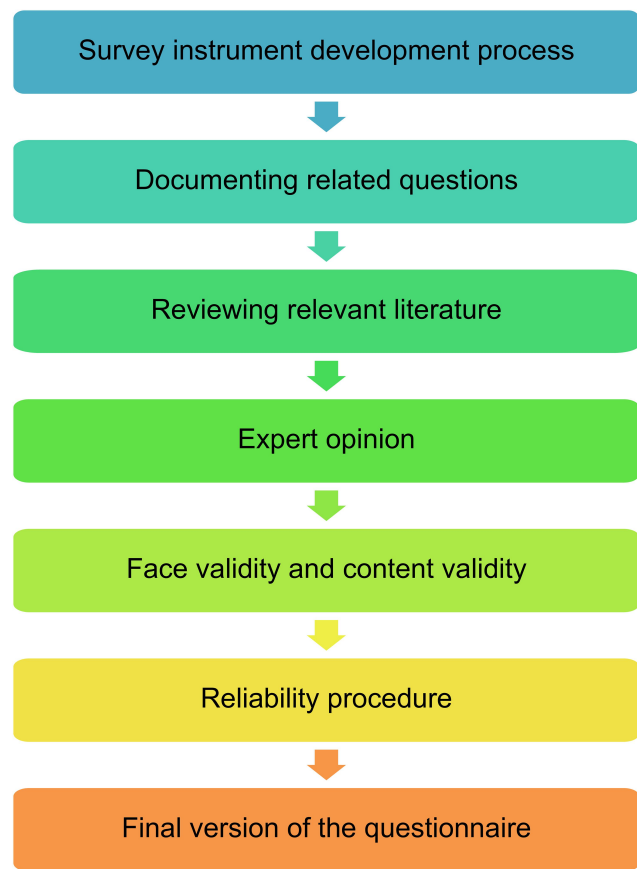 Survey instrument development process
Documenting related questions
Reviewing relevant literature
Expert opinion
Face validity and content validity
Reliability procedure
Final version of the questionnaire